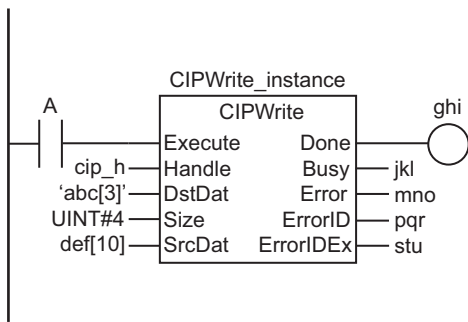 CIPWrite_instance
A
CIPWrite
ghi
Execute Done
cip_h Handle Busy jkl
‘abc[3]’ DstDat Error mno
UINT#4 Size ErrorID pqr
def[10] SrcDat ErrorIDEx stu